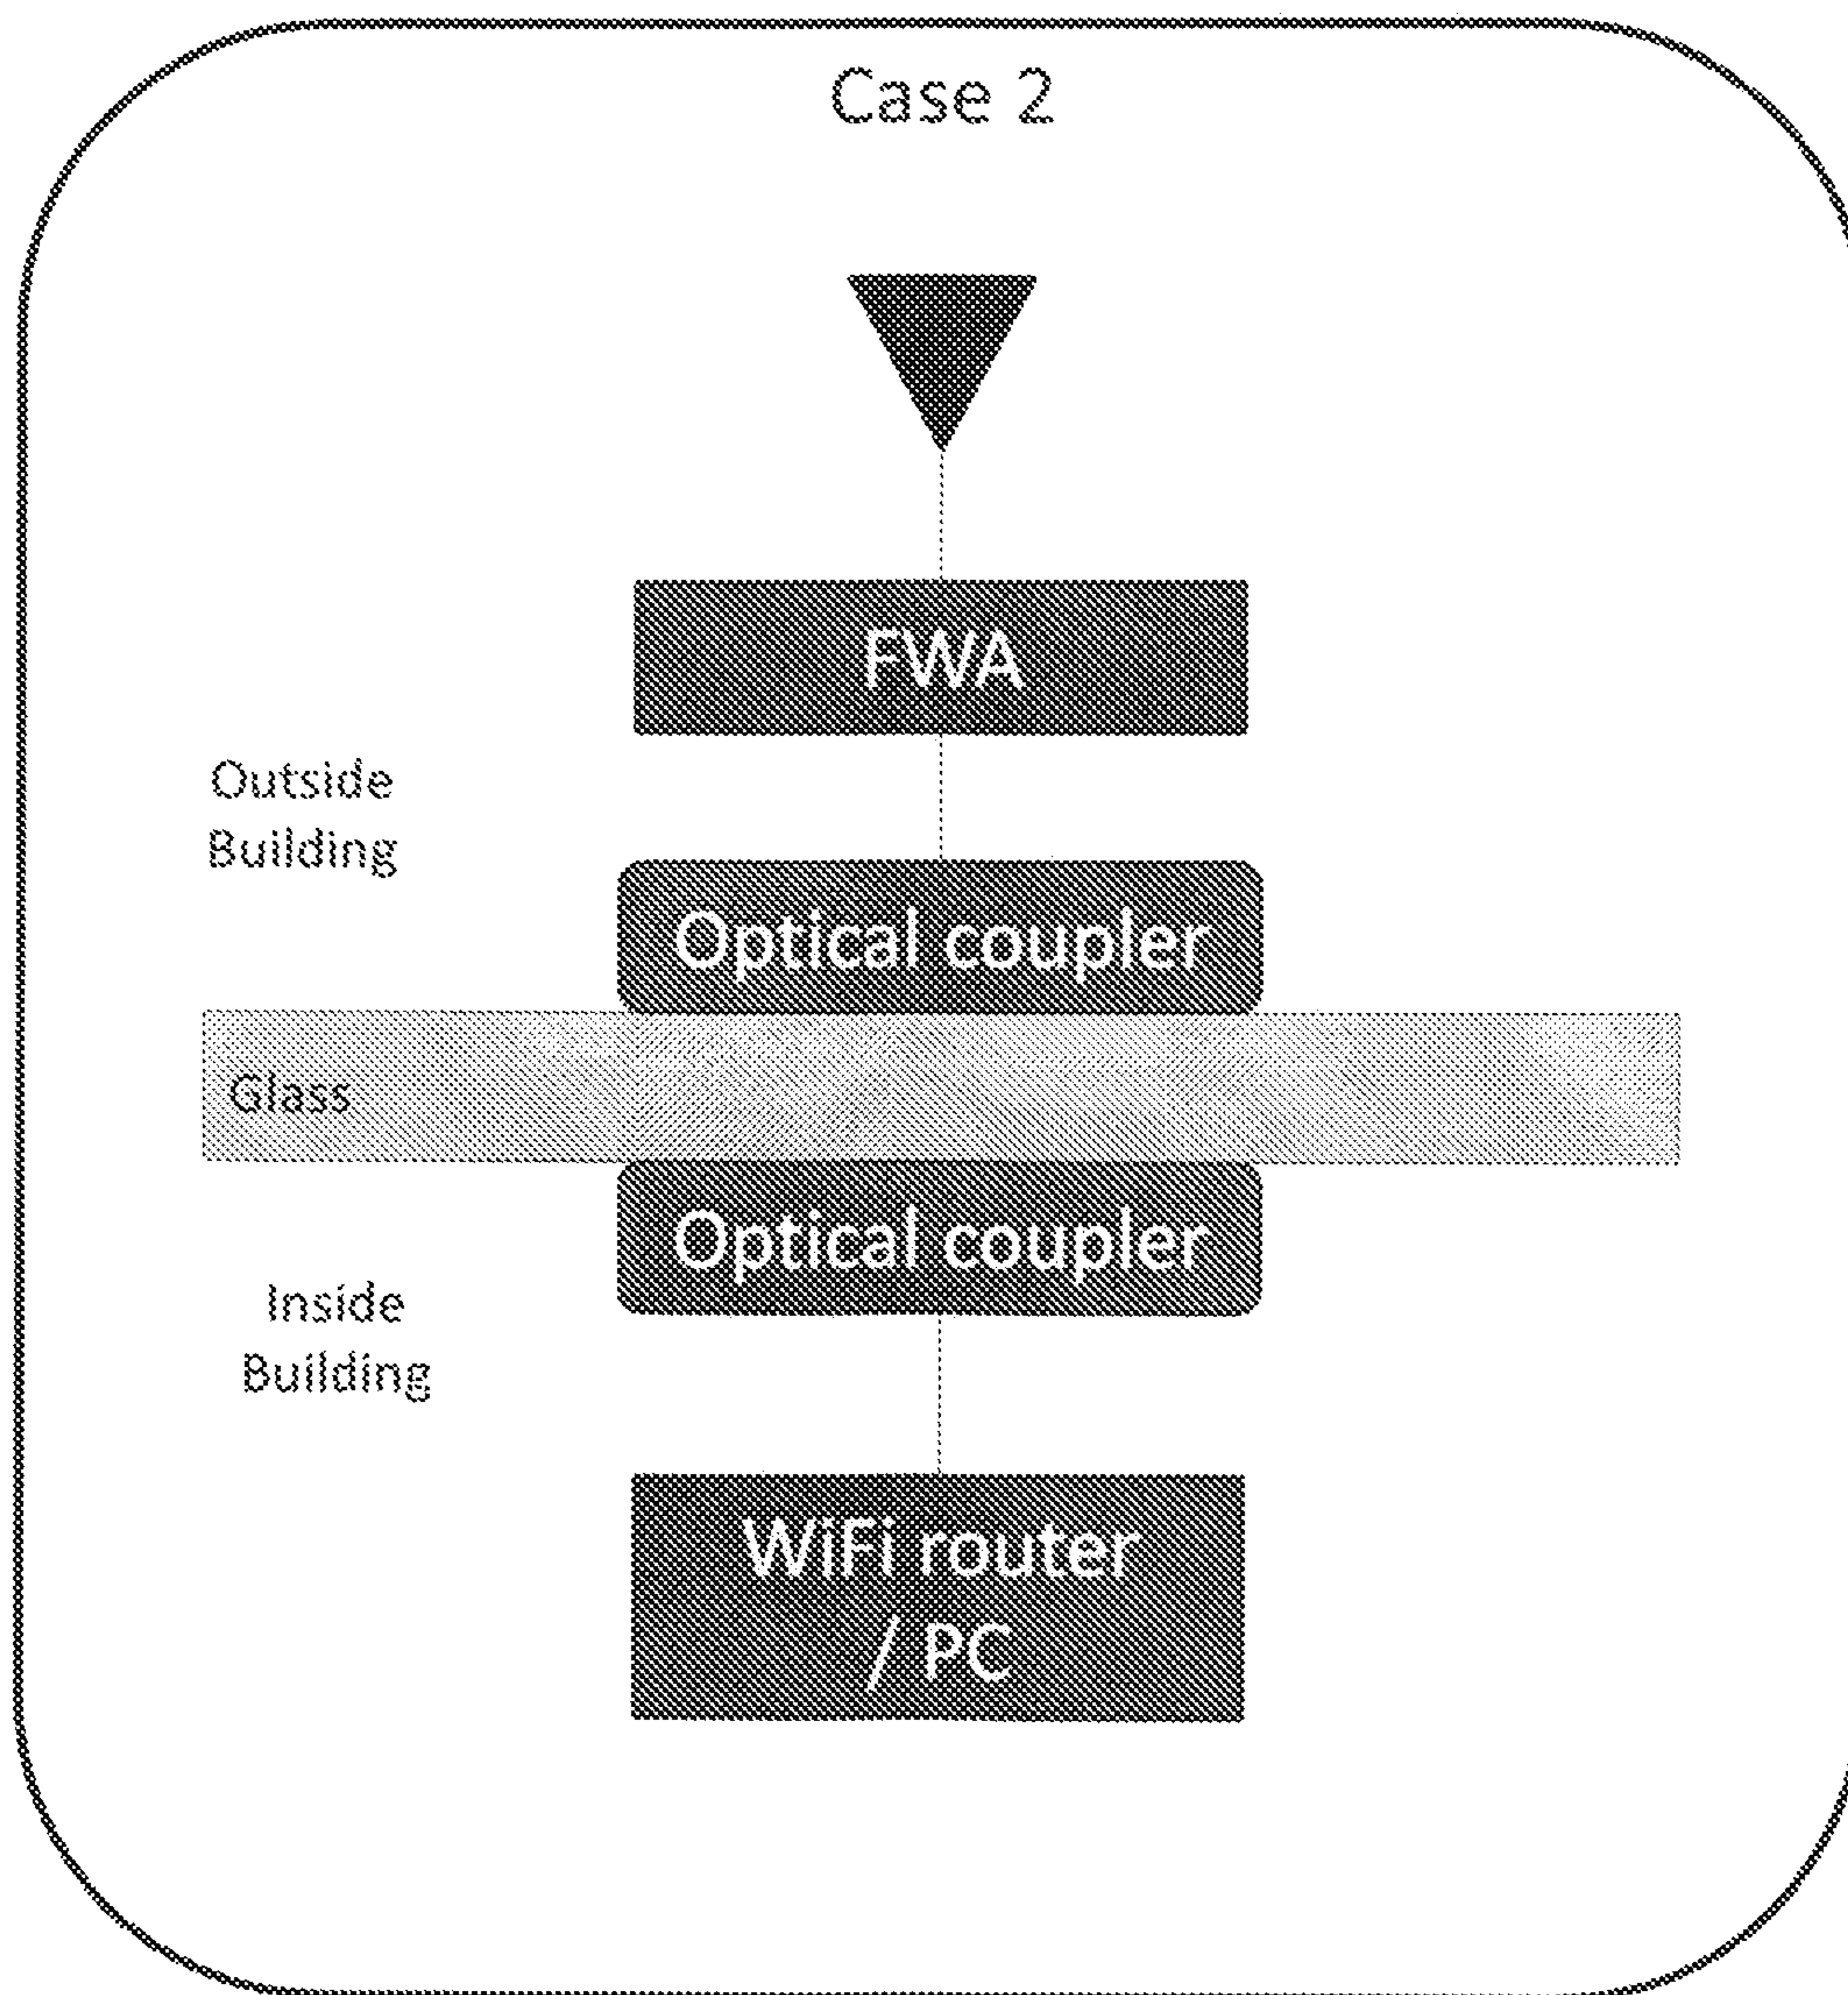 Case 2
FWA
Outside
Building
Optical coupler
Glass
Optical coupler
Inside
Building
WiFi router
/ PC